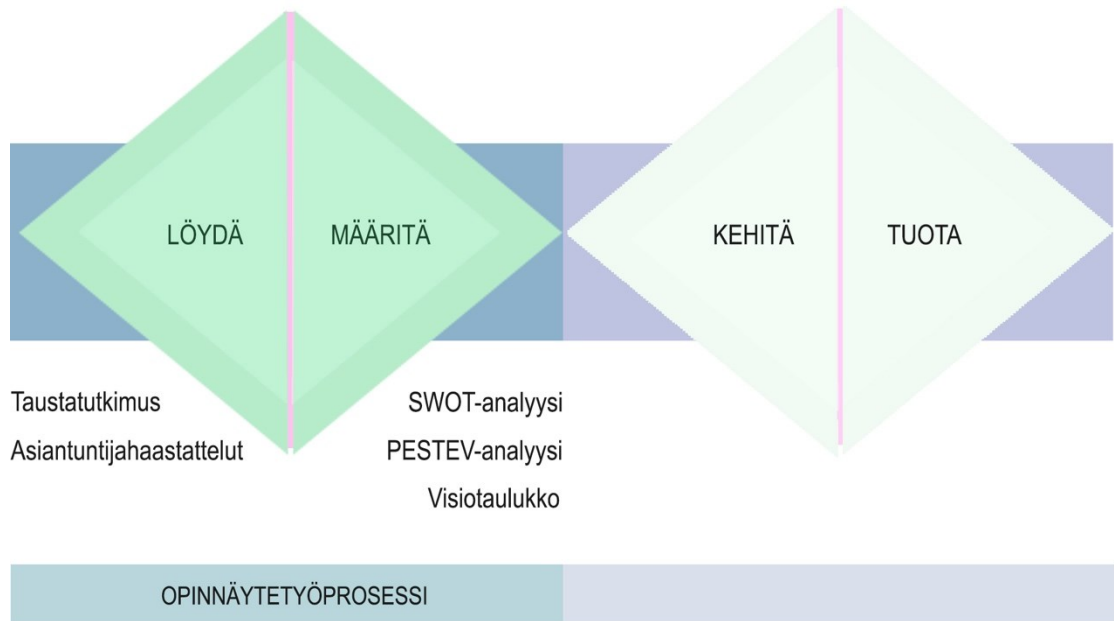 LÖYDÄ
MÄÄRITÄ
KEHITÄ
TUOTA
Taustatutkimus
Asiantuntijahaastattelut
SWOT-analyysi
PESTEV-analyysi
Visiotaulukko
OPINNÄYTETYÖPROSESSI